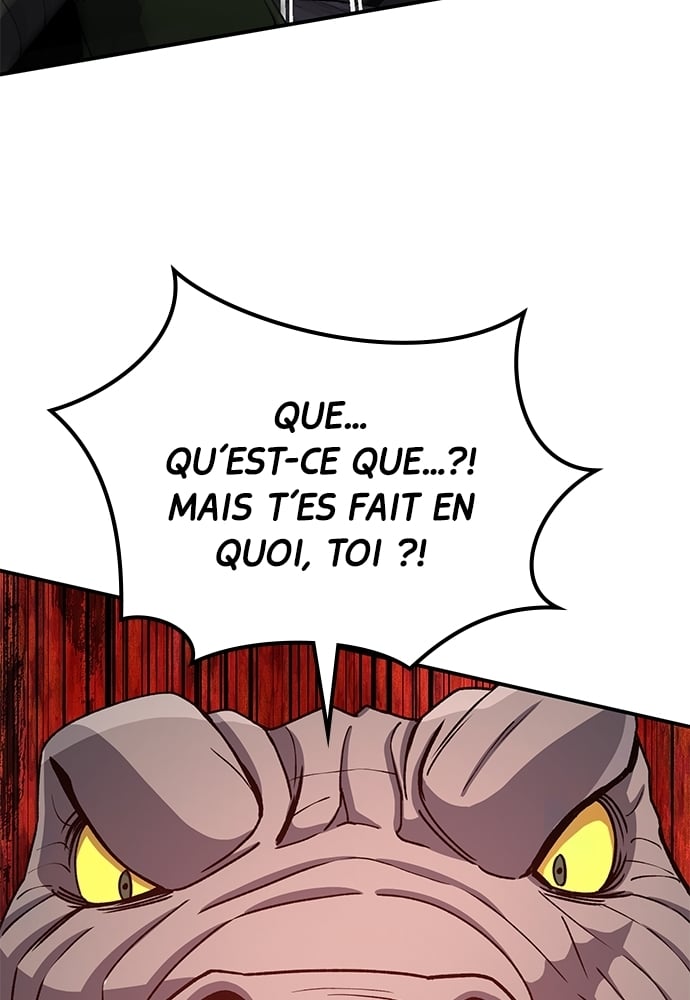 QUE...
QU'EST-CE QUE...?!
MAIS T'ES FAIT EN
QUOI, TOI ?!